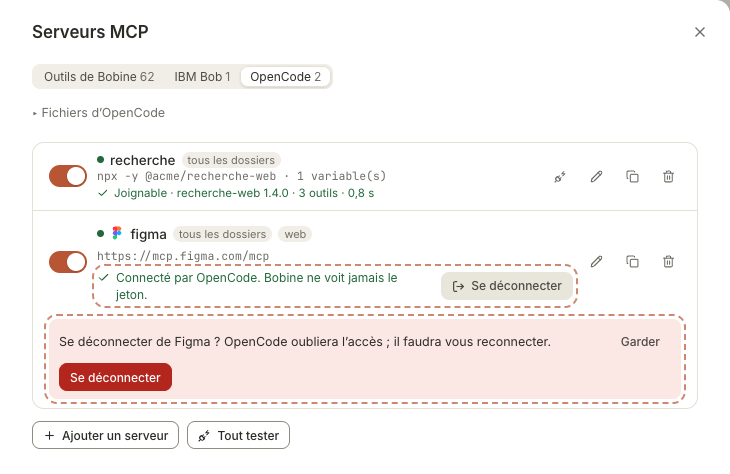 Serveurs MCP
Outils de Bobine 62 IBM Bob 1 OpenCode 2
Fichiers d’OpenCode
recherche tous les dossiers
npx -y @acme/recherche-web · 1 variable(s)
Joignable · recherche-web 1.4.0 · 3 outils · 0,8 s
figma tous les dossiers web
https://mcp.figma.com/mcp
Connecté par OpenCode. Bobine ne voit jamais le
jeton.
Se déconnecter
Se déconnecter de Figma ? OpenCode oubliera l’accès ; il faudra vous reconnecter.
Garder
Se déconnecter
Ajouter un serveur Tout tester